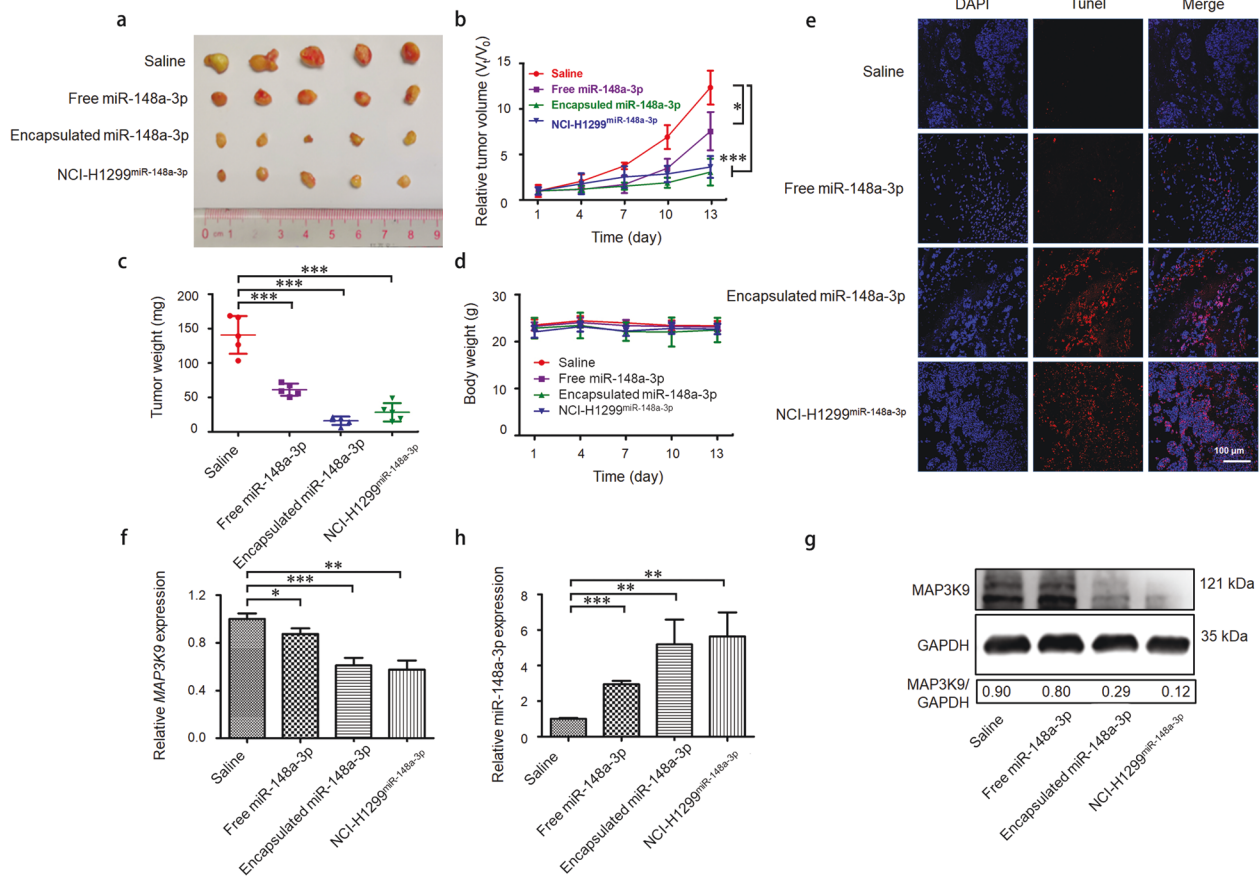 a
Saline
Free miR-148a-3p
Encapsulated miR-148a-3p
NCI-H1299miR-148a-3p
0 cm 1 2 3 4 5 6 7 8 9
b
Relative tumor volume (Vt/V0)
15
10
5
0
Saline
Free miR-148a-3p
Encapsuled miR-148a-3p
NCI-H1299miR-148a-3p
*
***
1 4 7 10 13
Time (day)
c
Tumor weight (mg)
200
150
100
50
0
***
***
***
Saline
Free miR-148a-3p
Encapsulated miR-148a-3p
NCI-H1299miR-148a-3p
d
Body weight (g)
30
20
10
0
Saline
Free miR-148a-3p
Encapsulated miR-148a-3p
NCI-H1299miR-148a-3p
1 4 7 10 13
Time (day)
e
DAPI Tunel Merge
Saline
Free miR-148a-3p
Encapsulated miR-148a-3p
NCI-H1299miR-148a-3p
100 μm
f
Relative MAP3K9 expression
1.2
0.8
0.4
0.0
**
***
*
Saline
Free miR-148a-3p
Encapsulated miR-148a-3p
NCI-H1299miR-148a-3p
h
Relative miR-148a-3p expression
8
6
4
2
0
**
**
***
Saline
Free miR-148a-3p
Encapsulated miR-148a-3p
NCI-H1299miR-148a-3p
g
MAP3K9 121 kDa
GAPDH 35 kDa
MAP3K9/
GAPDH
0.90 0.80 0.29 0.12
Saline
Free miR-148a-3p
Encapsulated miR-148a-3p
NCI-H1299miR-148a-3p